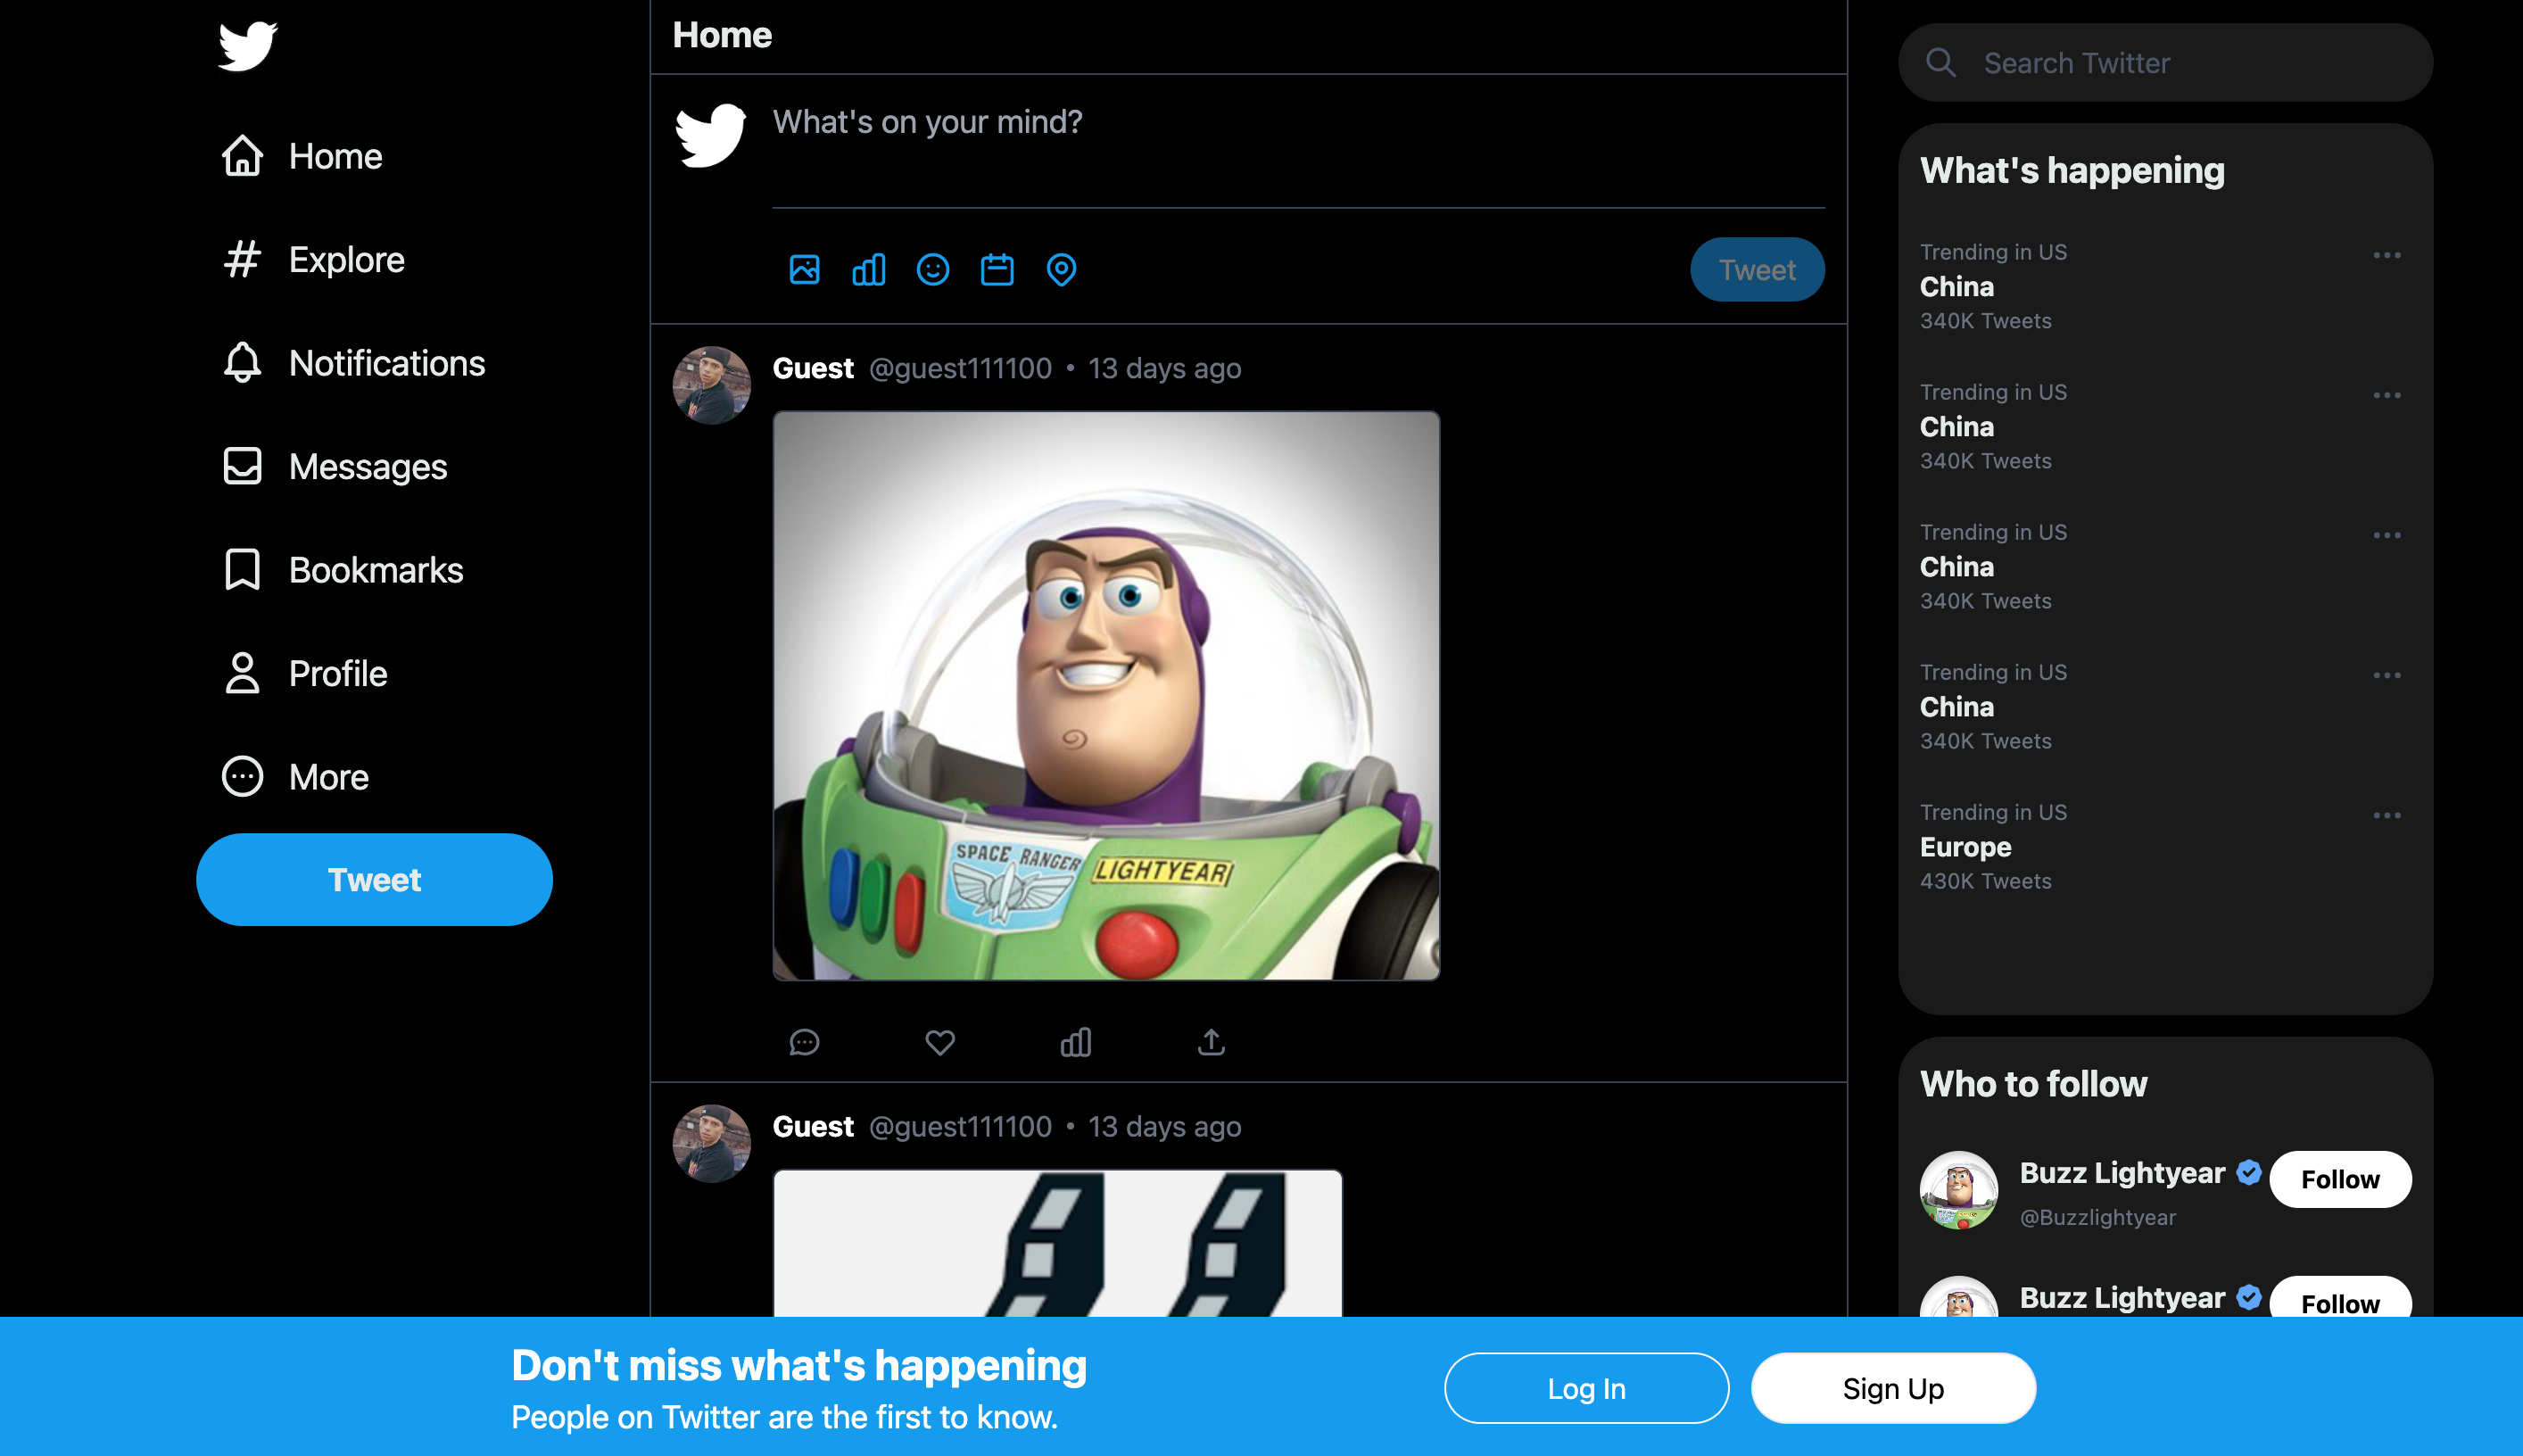 Home
Explore
Notifications
Messages
Bookmarks
Profile
More
Tweet
Home
What's on your mind?
Tweet
Guest @guest111100 • 13 days ago
SPACE RANGER
LIGHTYEAR
Guest @guest111100 • 13 days ago
Search Twitter
What's happening
Trending in US
China
340K Tweets
Trending in US
China
340K Tweets
Trending in US
China
340K Tweets
Trending in US
China
340K Tweets
Trending in US
Europe
430K Tweets
Who to follow
Buzz Lightyear
@Buzzlightyear
Follow
Buzz Lightyear
Follow
Don't miss what's happening
People on Twitter are the first to know.
Log In
Sign Up